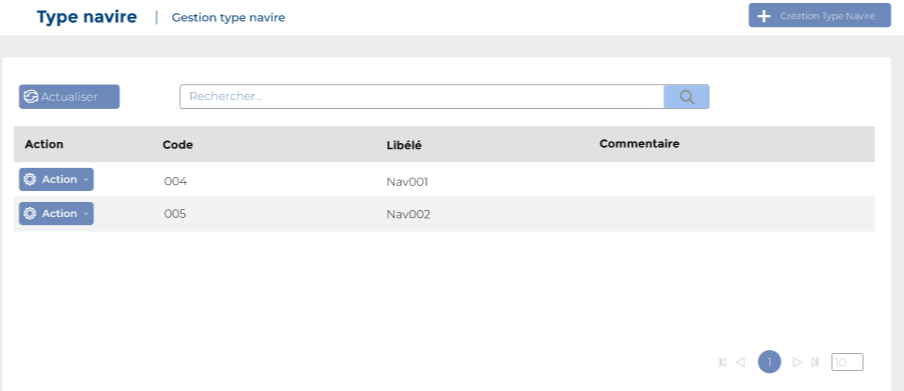 Type navire | Gestion type navire
Création Type Navire
Actualiser
Rechercher...
Action Code Libélé Commentaire
Action 004 Nav001
Action 005 Nav002
1 10